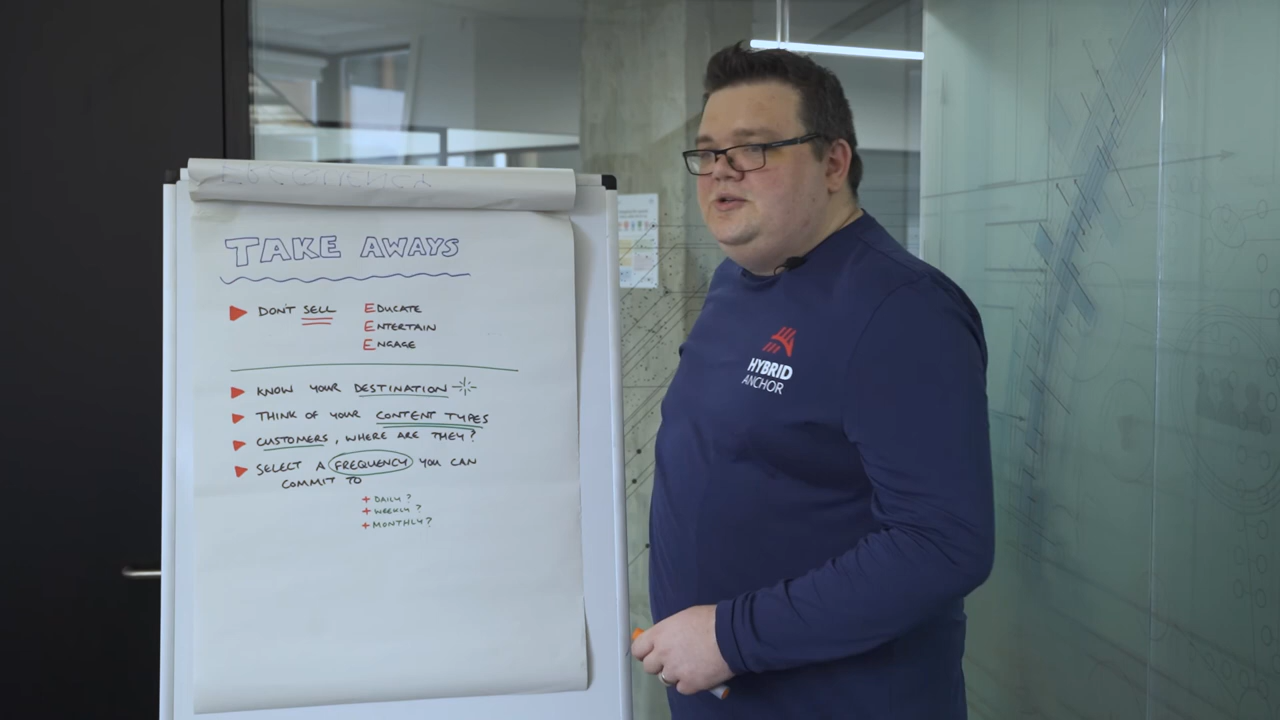 TAKE AWAYS
DON'T SELL
EDUCATE
ENTERTAIN
ENGAGE
KNOW YOUR DESTINATION
THINK OF YOUR CONTENT TYPES
CUSTOMERS, WHERE ARE THEY?
SELECT A FREQUENCY YOU CAN
COMMIT TO
+ DAILY?
+ WEEKLY?
+ MONTHLY?
HYBRID
ANCHOR